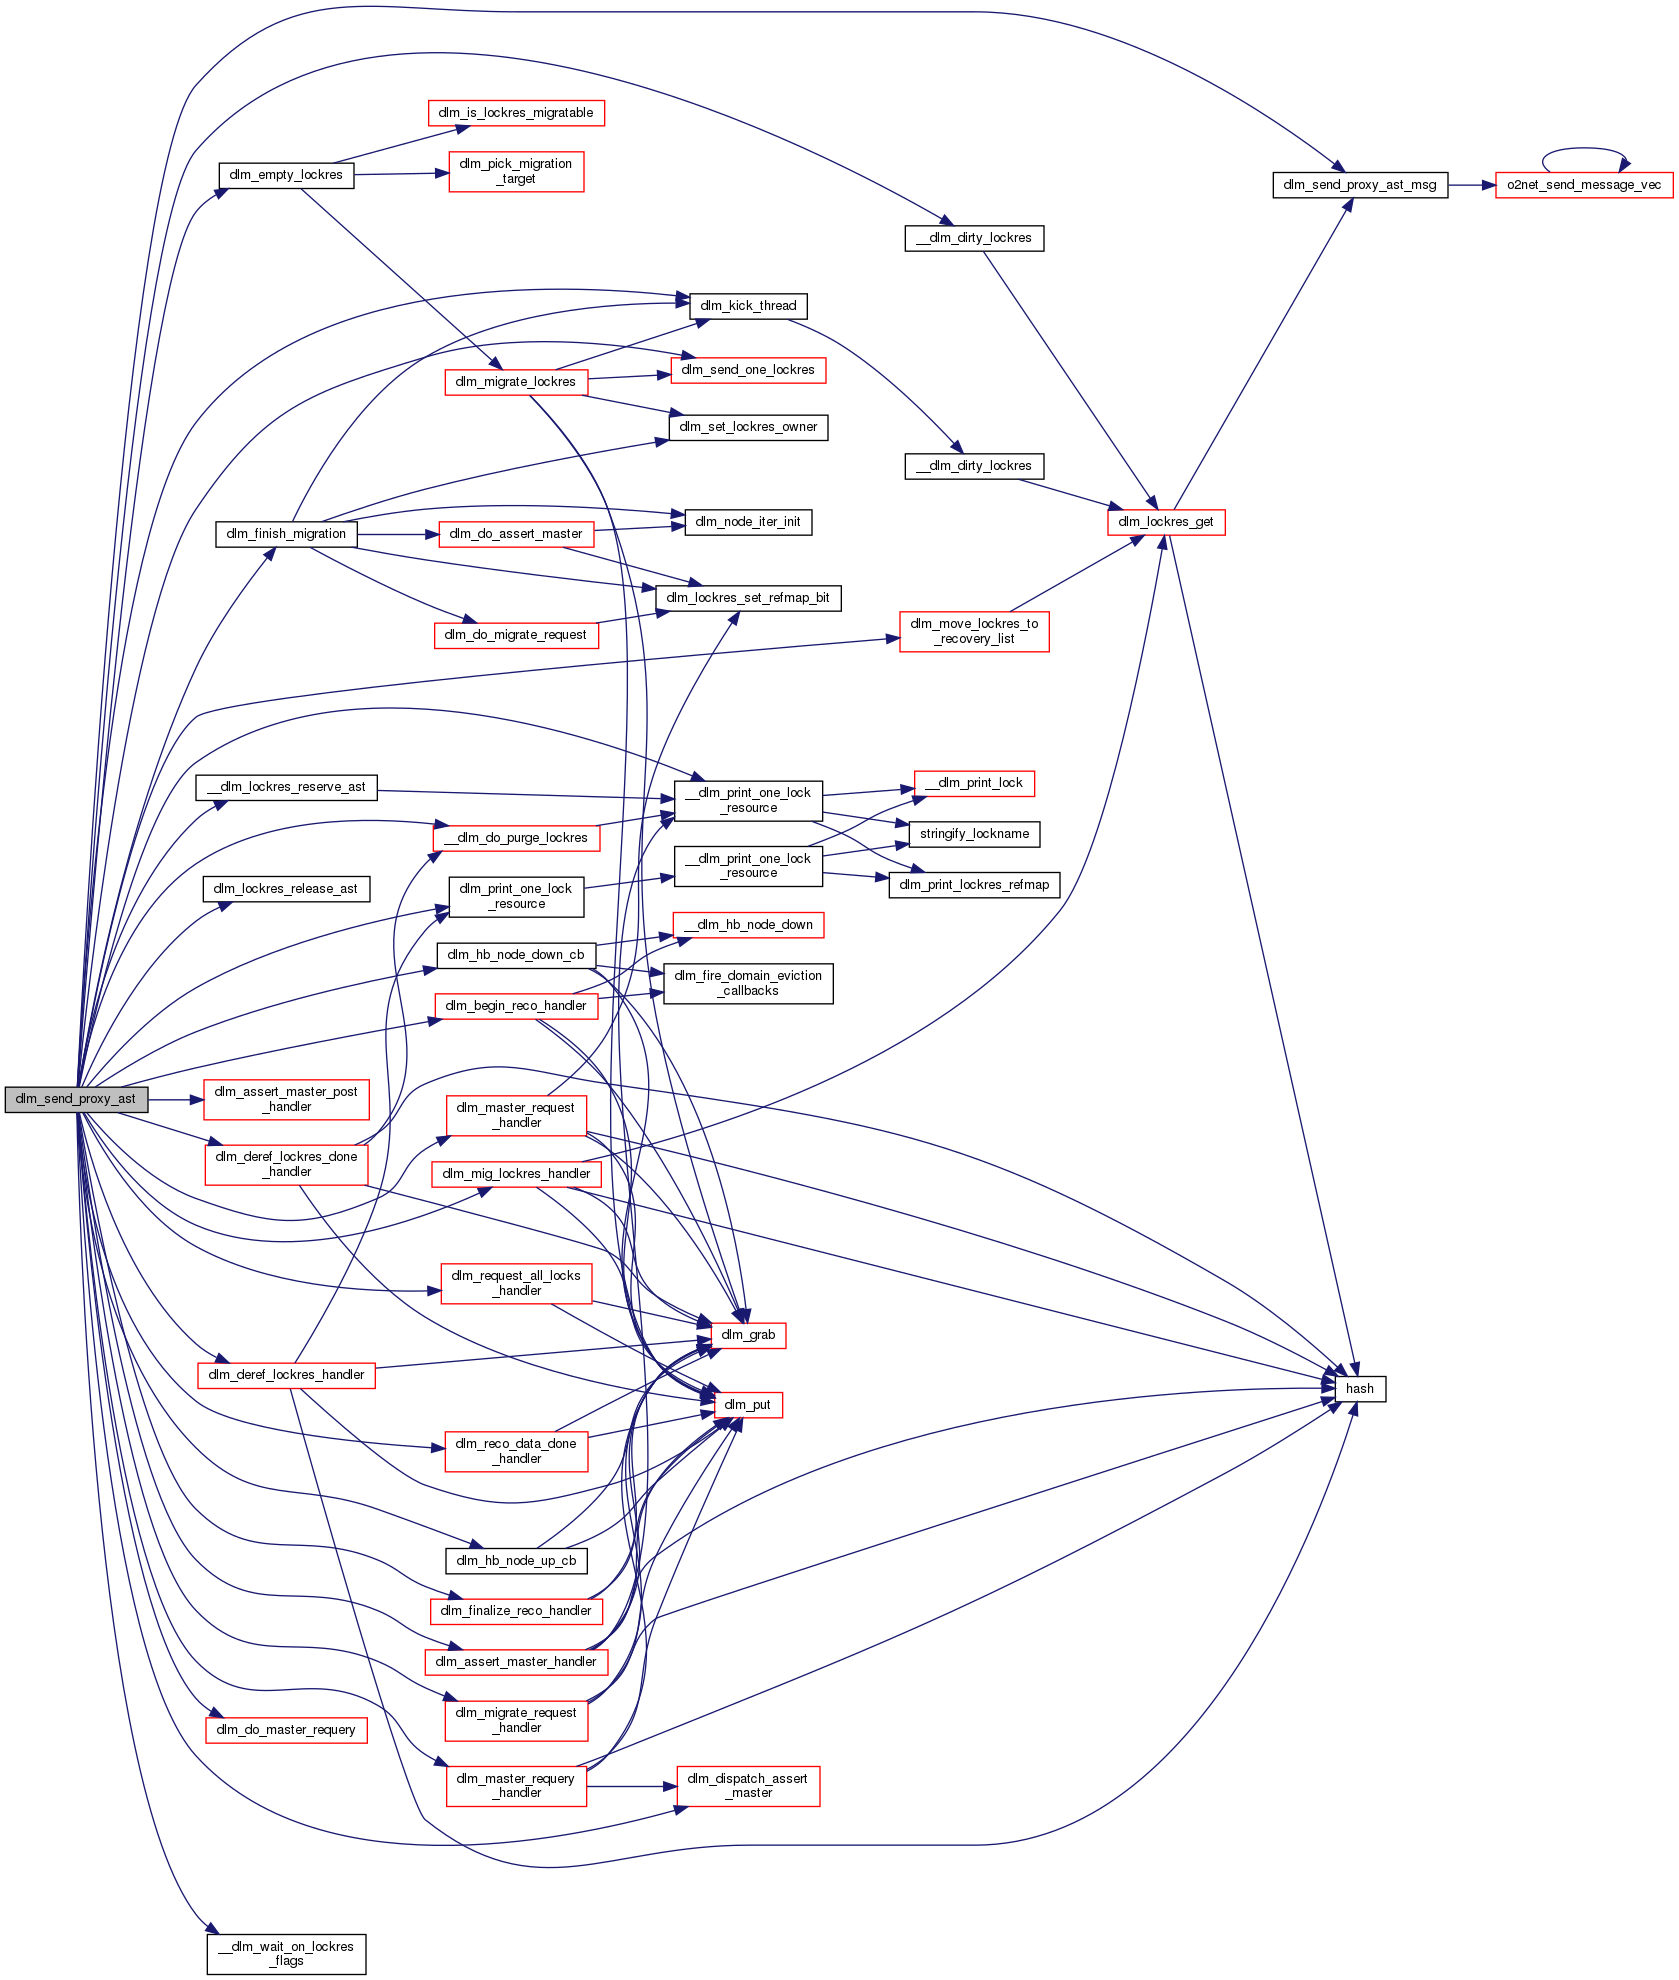 dlm_is_lockres_migratable
dlm_pick_migration
_target
dlm_empty_lockres
dlm_send_proxy_ast_msg
o2net_send_message_vec
__dlm_dirty_lockres
dlm_kick_thread
dlm_send_one_lockres
dlm_migrate_lockres
dlm_set_lockres_owner
__dlm_dirty_lockres
dlm_node_iter_init
dlm_lockres_get
dlm_finish_migration
dlm_do_assert_master
dlm_lockres_set_refmap_bit
dlm_do_migrate_request
dlm_move_lockres_to
_recovery_list
__dlm_lockres_reserve_ast
__dlm_print_one_lock
_resource
__dlm_print_lock
stringify_lockname
__dlm_do_purge_lockres
__dlm_print_one_lock
_resource
dlm_print_lockres_refmap
dlm_lockres_release_ast
dlm_print_one_lock
_resource
__dlm_hb_node_down
dlm_hb_node_down_cb
dlm_fire_domain_eviction
_callbacks
dlm_begin_reco_handler
dlm_send_proxy_ast
dlm_assert_master_post
_handler
dlm_master_request
_handler
dlm_deref_lockres_done
_handler
dlm_mig_lockres_handler
dlm_request_all_locks
_handler
dlm_grab
dlm_deref_lockres_handler
hash
dlm_put
dlm_reco_data_done
_handler
dlm_hb_node_up_cb
dlm_finalize_reco_handler
dlm_assert_master_handler
dlm_migrate_request
_handler
dlm_do_master_requery
dlm_master_requery
_handler
dlm_dispatch_assert
_master
__dlm_wait_on_lockres
_flags